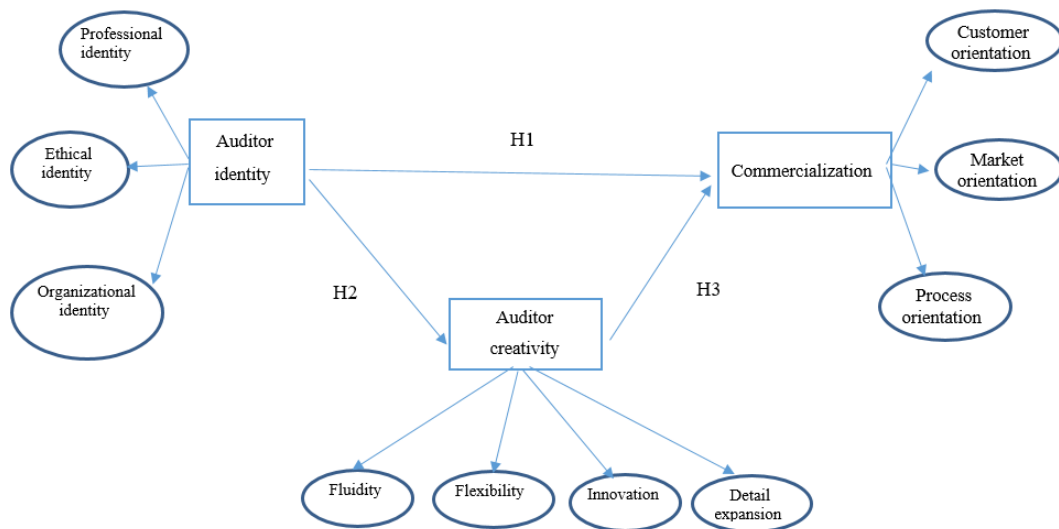 Professional
identity
Customer
orientation
Auditor
identity
H1
Ethical
identity
Commercialization
Market
orientation
Organizational
identity
H2
H3
Process
orientation
Auditor
creativity
Fluidity
Flexibility
Innovation
Detail
expansion